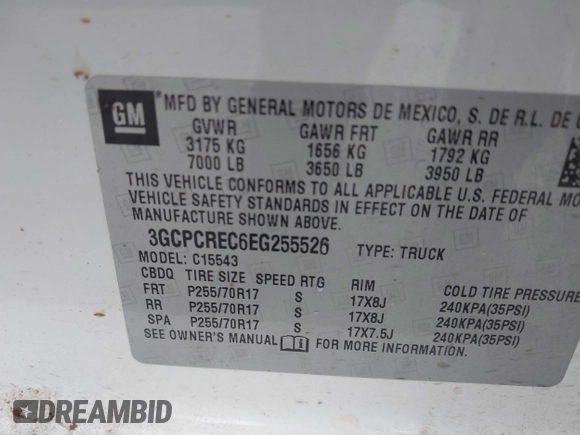 GM
MFD BY GENERAL MOTORS DE MEXICO, S. DE R.L. DE
GVWR GAWR FRT GAWR RR
3175 KG 1656 KG 1792 KG
7000 LB 3650 LB 3950 LB
THIS VEHICLE CONFORMS TO ALL APPLICABLE U.S. FEDERAL
VEHICLE SAFETY STANDARDS IN EFFECT ON THE DATE OF
MANUFACTURE SHOWN ABOVE.
3GCPCREC6EG255526 TYPE: TRUCK
MODEL: C15543
CBDQ TIRE SIZE SPEED RTG RIM COLD TIRE PRESSURE
FRT P255/70R17 S 17X8J 240KPA(35PSI)
RR P255/70R17 S 17X8J 240KPA(35PSI)
SPA P255/70R17 S 17X7.5J 240KPA(35PSI)
SEE OWNER'S MANUAL FOR MORE INFORMATION.
DREAMBID